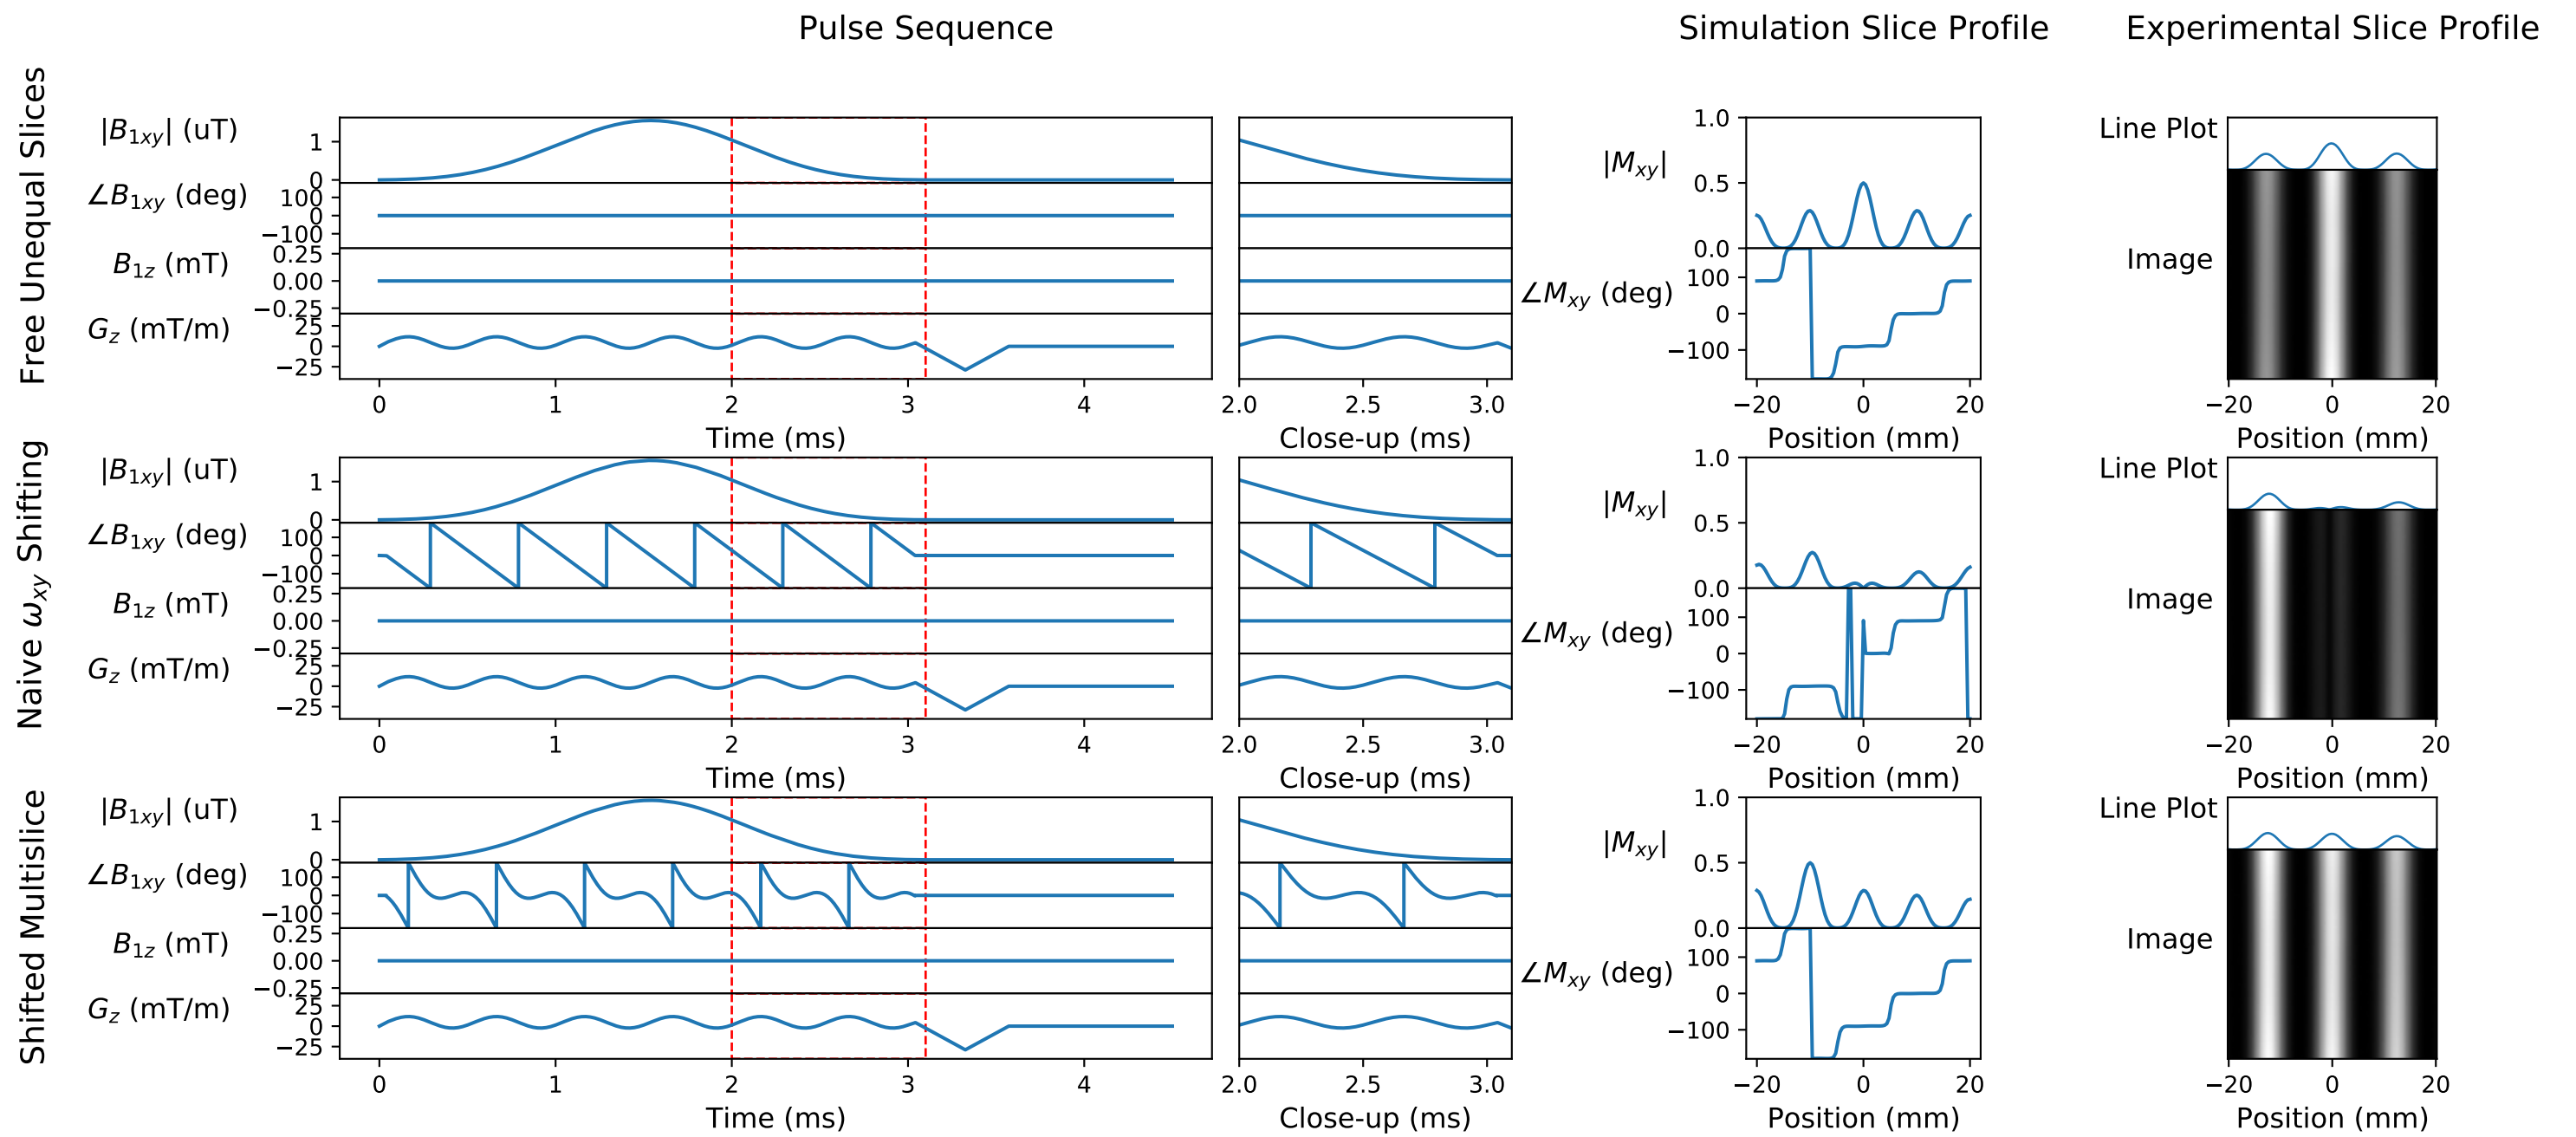 Pulse Sequence
Simulation Slice Profile
Experimental Slice Profile
Free Unequal Slices
|B1xy| (uT)
1
0
∠B1xy (deg)
100
0
−100
B1z (mT)
0.25
0.00
−0.25
Gz (mT/m)
25
0
−25
0 1 2 3 4
Time (ms)
2.0 2.5 3.0
Close-up (ms)
|Mxy|
1.0
0.5
0.0
∠Mxy (deg)
100
0
−100
−20 0 20
Position (mm)
Line Plot
Image
−20 0 20
Position (mm)
Naive ωxy Shifting
|B1xy| (uT)
1
0
∠B1xy (deg)
100
0
−100
B1z (mT)
0.25
0.00
−0.25
Gz (mT/m)
25
0
−25
0 1 2 3 4
Time (ms)
2.0 2.5 3.0
Close-up (ms)
|Mxy|
1.0
0.5
0.0
∠Mxy (deg)
100
0
−100
−20 0 20
Position (mm)
Line Plot
Image
−20 0 20
Position (mm)
Shifted Multislice
|B1xy| (uT)
1
0
∠B1xy (deg)
100
0
−100
B1z (mT)
0.25
0.00
−0.25
Gz (mT/m)
25
0
−25
0 1 2 3 4
Time (ms)
2.0 2.5 3.0
Close-up (ms)
|Mxy|
1.0
0.5
0.0
∠Mxy (deg)
100
0
−100
−20 0 20
Position (mm)
Line Plot
Image
−20 0 20
Position (mm)